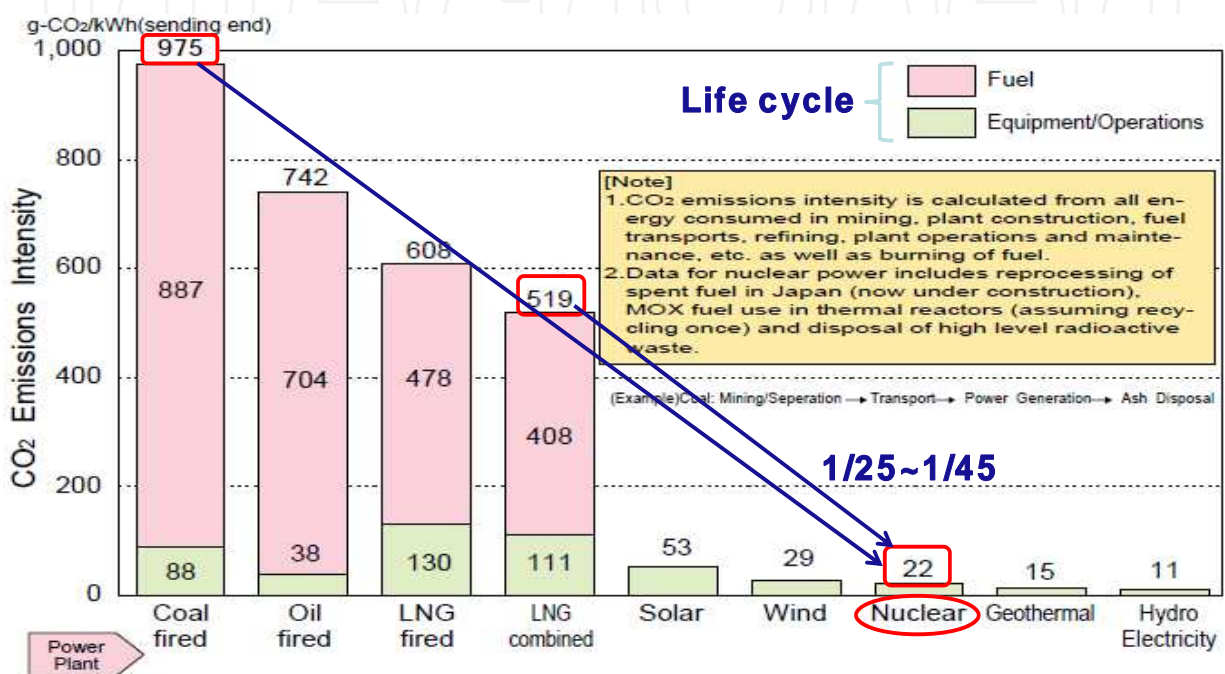 g-CO₂/kWh(sending end)
1,000
975
Life cycle
Fuel
Equipment/Operations
800
742
[Note]
1.CO₂ emissions intensity is calculated from all en-
ergy consumed in mining, plant construction, fuel
transports, refining, plant operations and mainte-
nance, etc. as well as burning of fuel.
2.Data for nuclear power includes reprocessing of
spent fuel in Japan (now under construction),
MOX fuel use in thermal reactors (assuming recy-
cling once) and disposal of high level radioactive
waste.
608
600
887
519
CO₂ Emissions Intensity
400
704
478
(Example)Coal: Mining/Seperation → Transport → Power Generation → Ash Disposal
408
1/25~1/45
200
88
38
130
111
53
29
22
15
11
0
Coal
fired
Oil
fired
LNG
fired
LNG
combined
Solar
Wind
Nuclear
Geothermal
Hydro
Electricity
Power
Plant